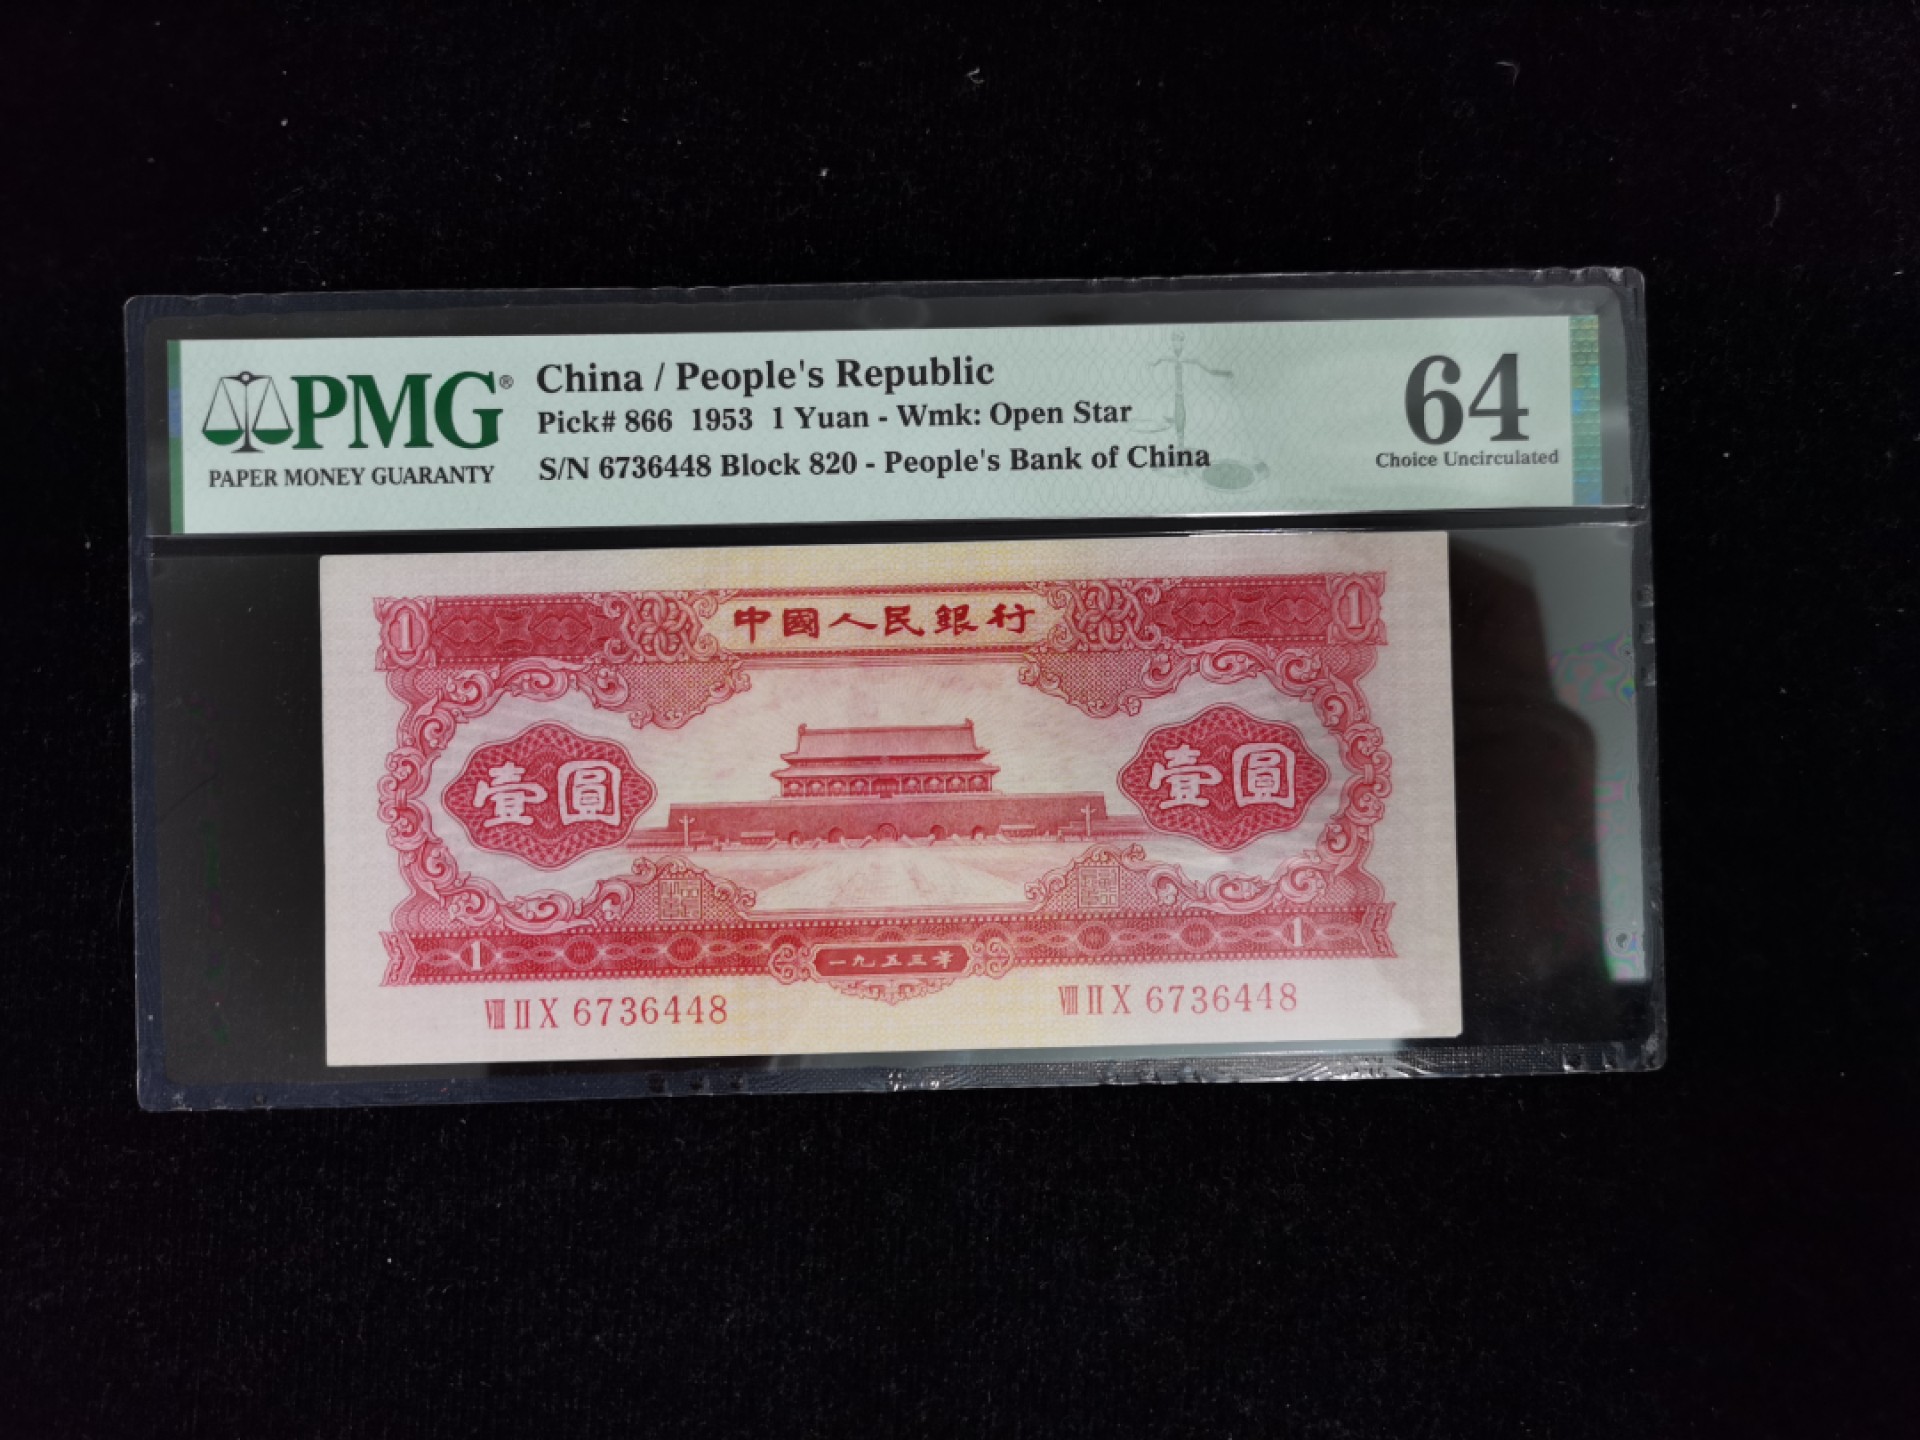 PMG®
PAPER MONEY GUARANTY
China / People's Republic
Pick# 866 1953 1 Yuan - Wmk: Open Star
S/N 6736448 Block 820 - People's Bank of China
64
Choice Uncirculated
1
中國人民銀行
1
壹圓
壹圓
1
一九五三年
1
VIII II X 6736448
VIII II X 6736448